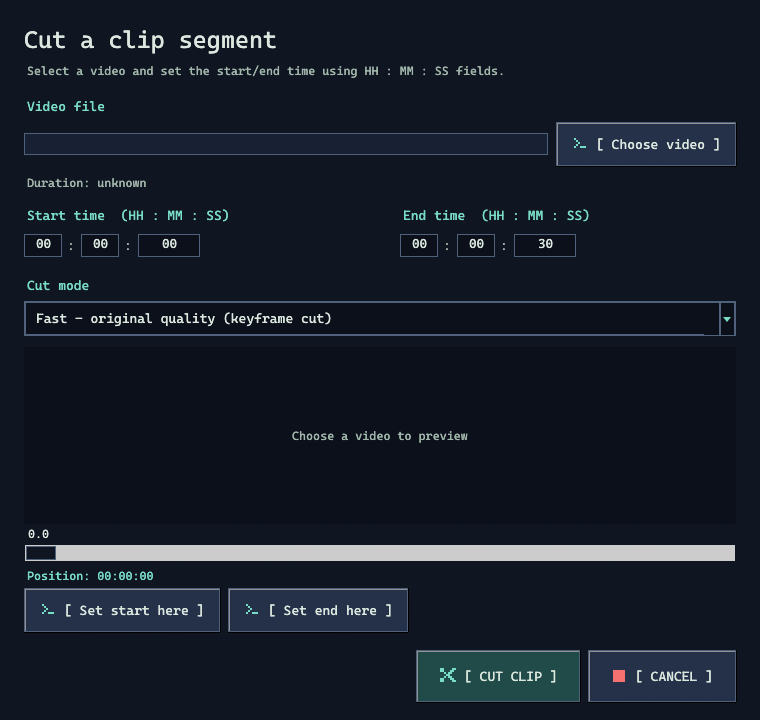 Cut a clip segment
Select a video and set the start/end time using HH : MM : SS fields.
Video file
[ Choose video ]
Duration: unknown
Start time  (HH : MM : SS)
End time  (HH : MM : SS)
00 : 00 : 00
00 : 00 : 30
Cut mode
Fast — original quality (keyframe cut)
Choose a video to preview
0.0
Position: 00:00:00
[ Set start here ]
[ Set end here ]
[ CUT CLIP ]
[ CANCEL ]